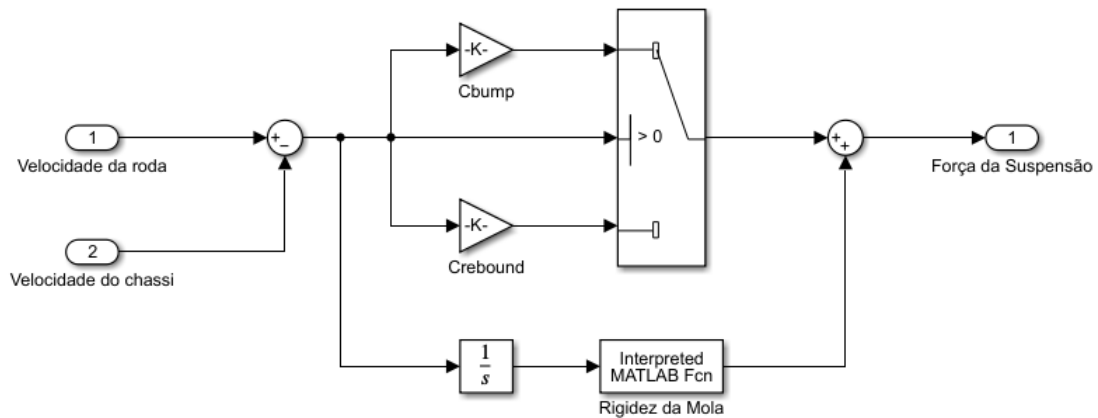 -K-
Cbump
1
Velocidade da roda
+
−
> 0
+
+
1
Força da Suspensão
2
Velocidade do chassi
-K-
Crebound
1
s
Interpreted
MATLAB Fcn
Rigidez da Mola